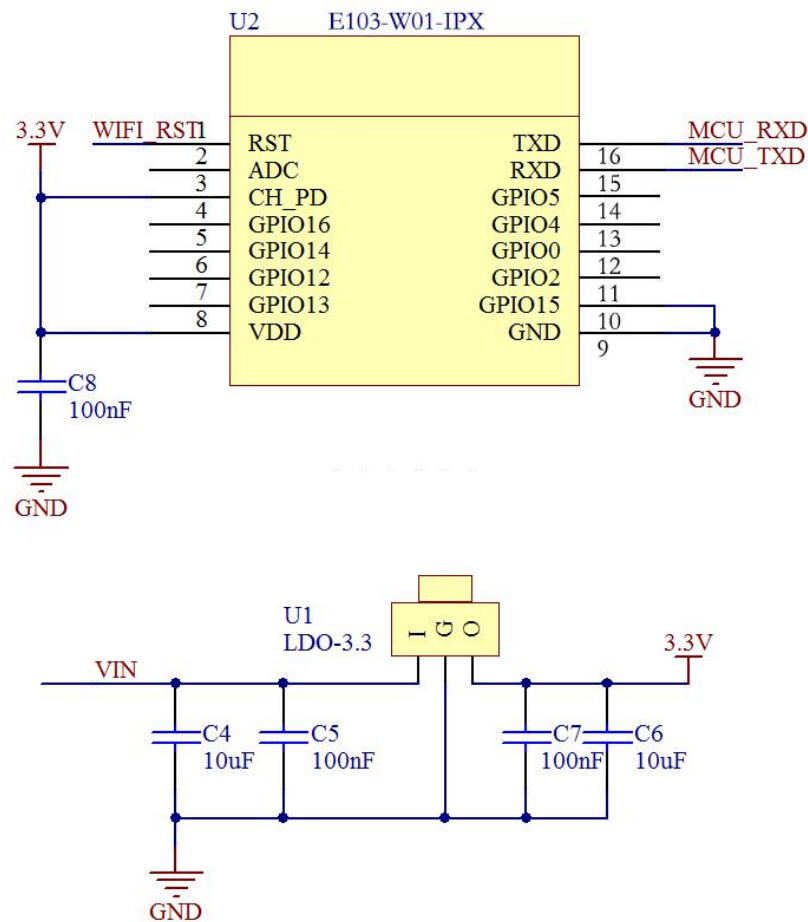 U2 E103-W01-IPX
3.3V WIFI_RST 1 RST TXD 16 MCU_RXD
2 ADC RXD 15 MCU_TXD
3 CH_PD GPIO5 14
4 GPIO16 GPIO4 13
5 GPIO14 GPIO0 12
6 GPIO12 GPIO2 11
7 GPIO13 GPIO15 10
8 VDD GND 9
C8
100nF
GND
GND
U1
LDO-3.3
I G O
VIN
3.3V
C4
10uF
C5
100nF
C7
100nF
C6
10uF
GND